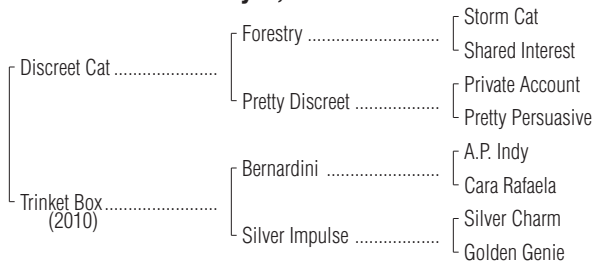 Storm Cat
Forestry ........................
Shared Interest
Discreet Cat .....................
Private Account
Pretty Discreet ..................
Pretty Persuasive
A.P. Indy
Bernardini ......................
Cara Rafaela
Trinket Box .......................
(2010)
Silver Charm
Silver Impulse .................
Golden Genie